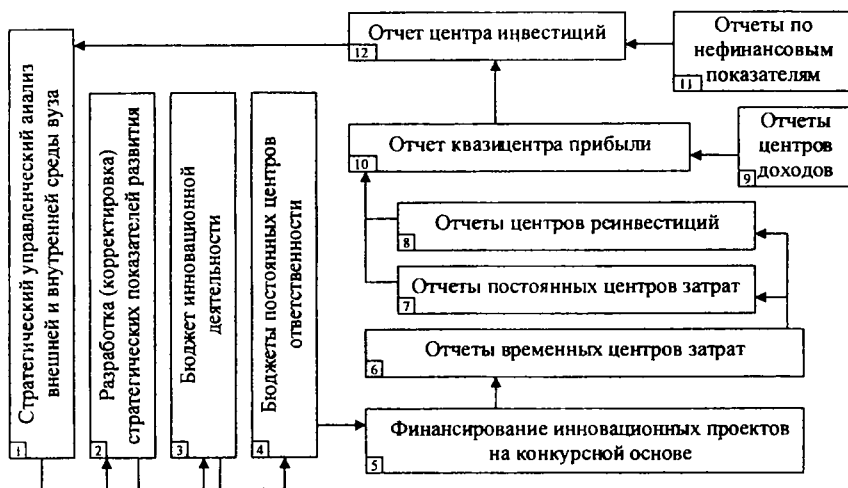 Стратегический управленческий анализ
внешней и внутренней среды вуза
1
Разработка (корректировка)
стратегических показателей развития
2
Бюджет инновационной
деятельности
3
Бюджеты постоянных центров
ответственности
4
Отчет центра инвестиций
12
Отчеты по
нефинансовым
показателям
11
Отчет квазицентра прибыли
10
Отчеты
центров
доходов
9
Отчеты центров реинвестиций
8
Отчеты постоянных центров затрат
7
Отчеты временных центров затрат
6
Финансирование инновационных проектов
на конкурсной основе
5